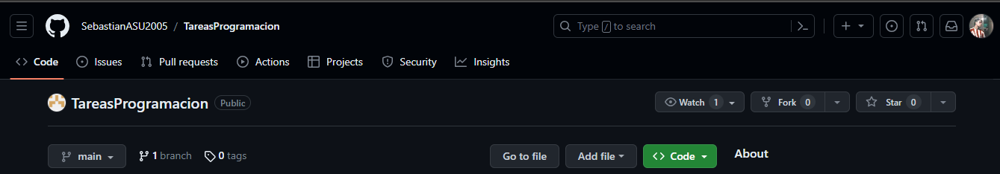 SebastianASU2005 / TareasProgramacion Type / to search
Code Issues Pull requests Actions Projects Security Insights
TareasProgramacion Public Watch 1 Fork 0 Star 0
main 1 branch 0 tags Go to file Add file Code About